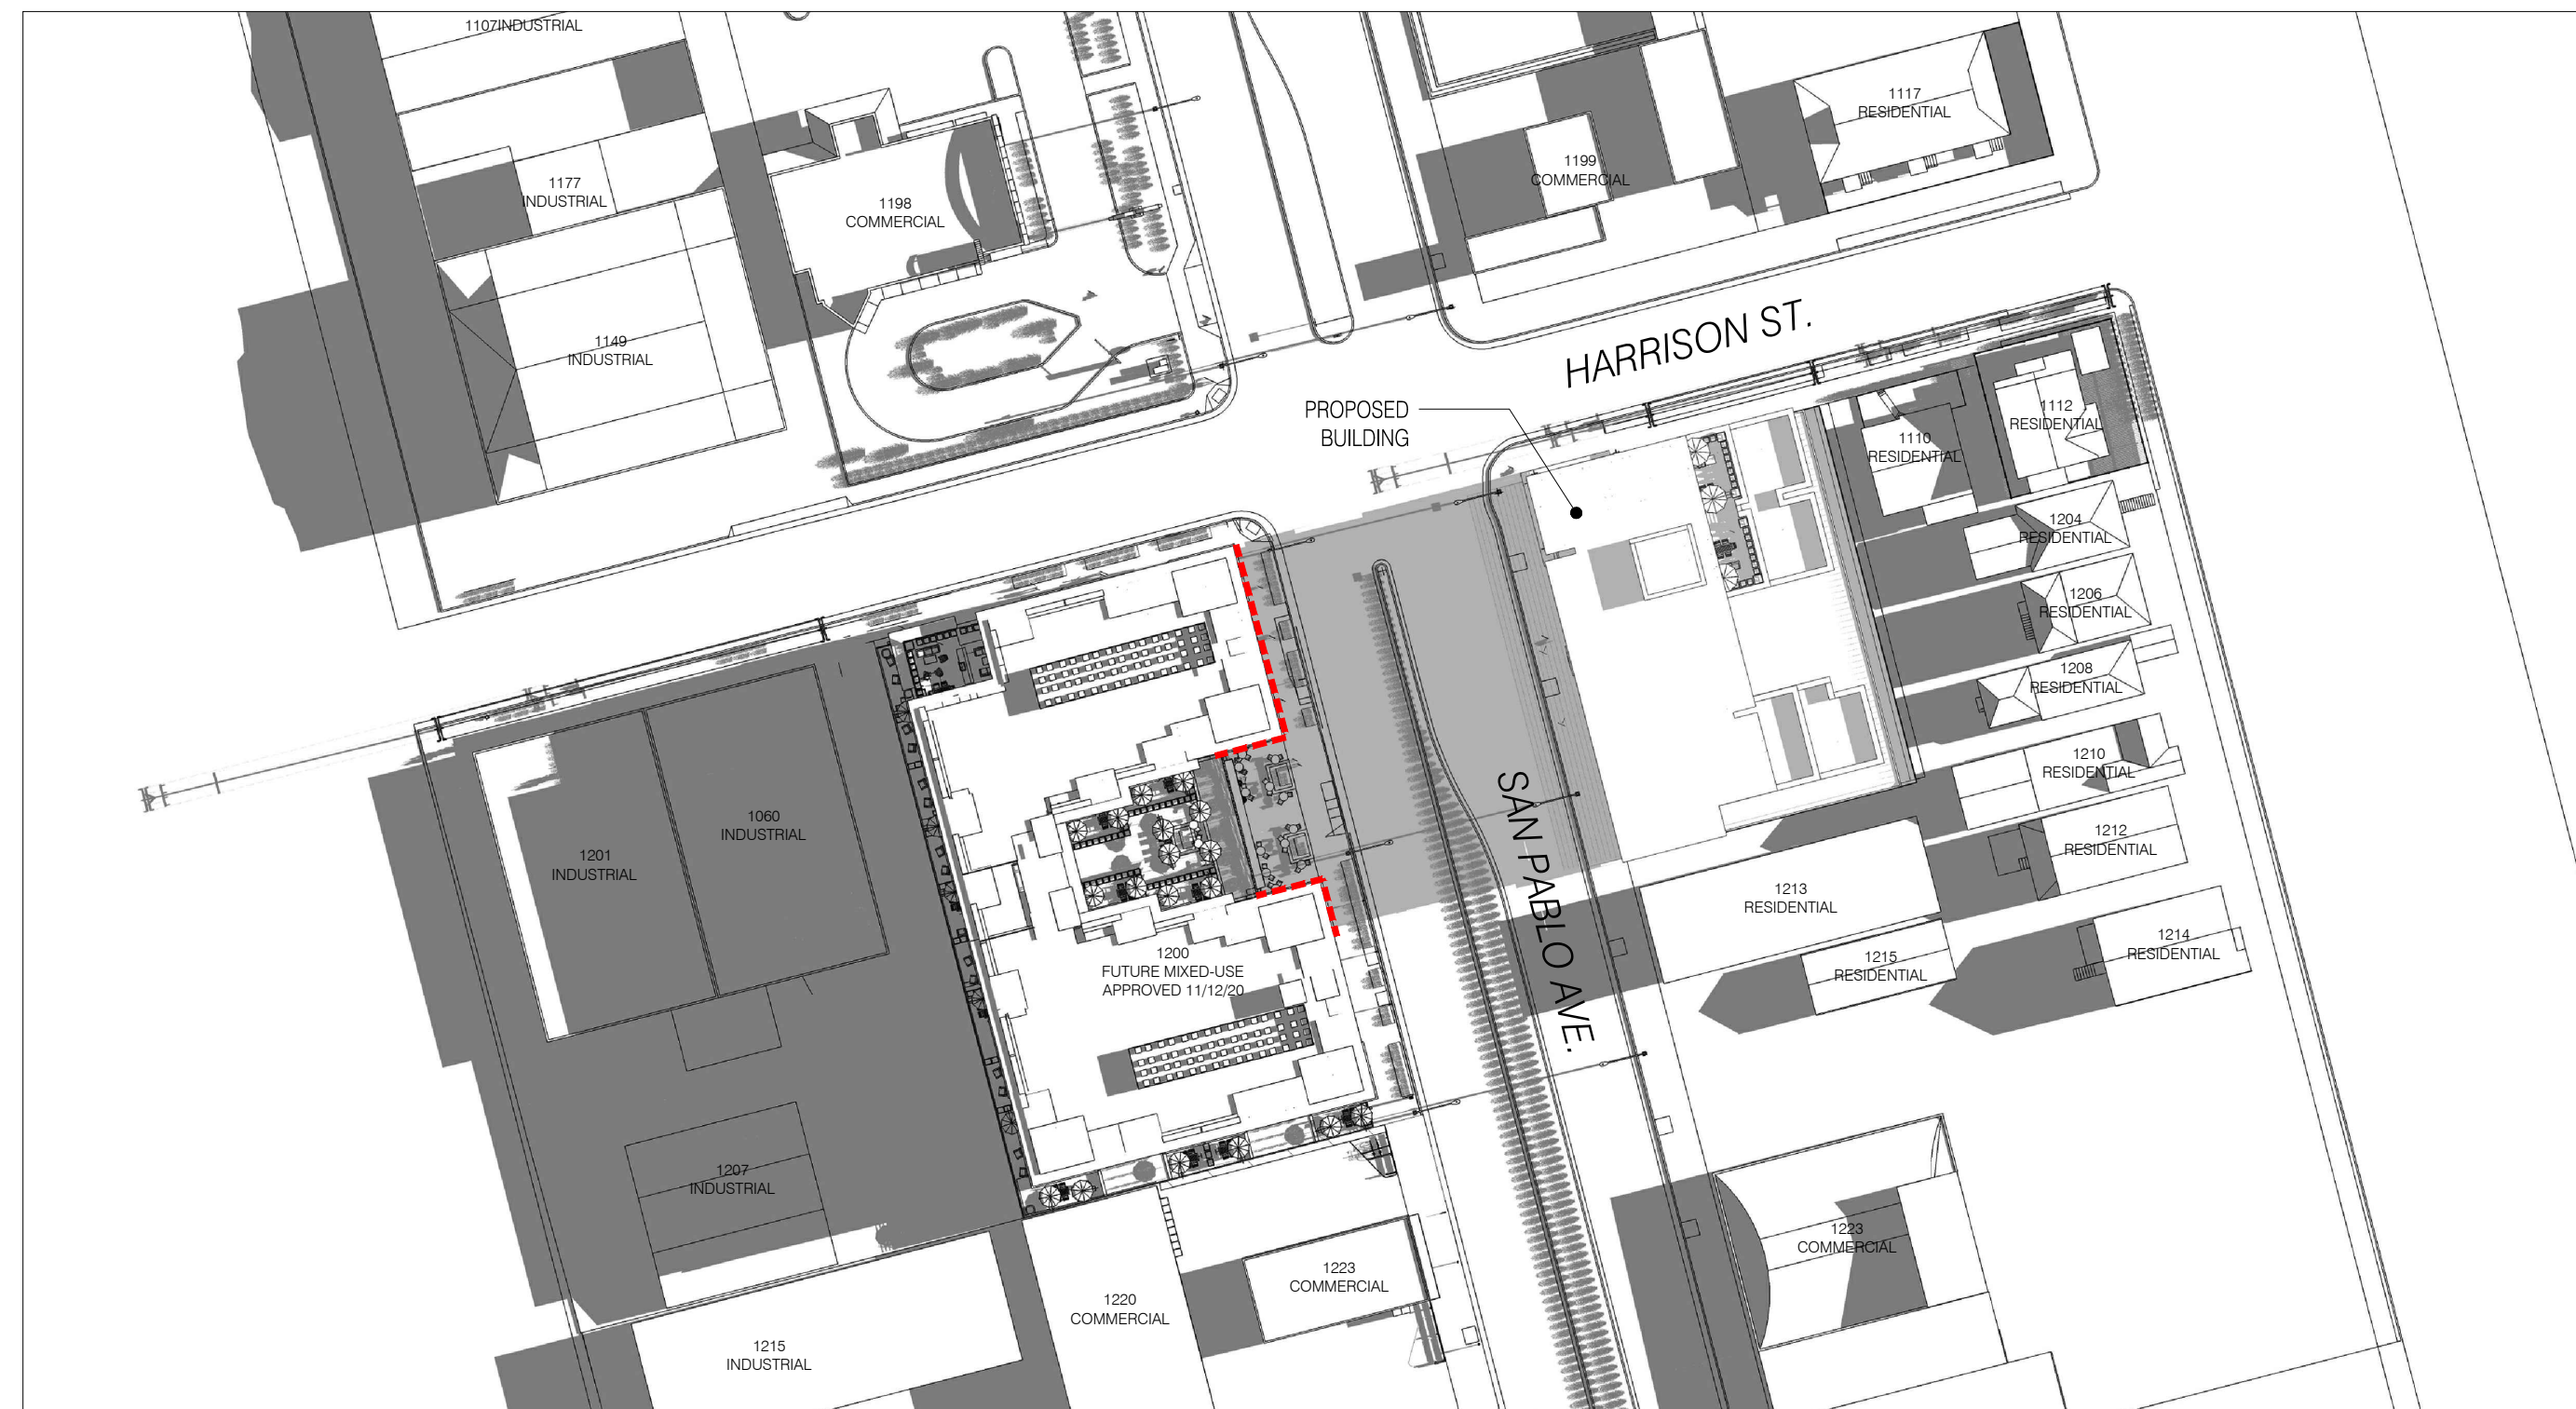 1107INDUSTRIAL
1117
RESIDENTIAL
1199
COMMERCIAL
1177
INDUSTRIAL
1198
COMMERCIAL
1149
INDUSTRIAL
HARRISON ST.
PROPOSED
BUILDING
1112
RESIDENTIAL
1110
RESIDENTIAL
1204
RESIDENTIAL
1206
RESIDENTIAL
1208
RESIDENTIAL
1210
RESIDENTIAL
1060
INDUSTRIAL
1201
INDUSTRIAL
1212
RESIDENTIAL
SAN PABLO AVE.
1213
RESIDENTIAL
1214
RESIDENTIAL
1200
FUTURE MIXED-USE
APPROVED 11/12/20
1215
RESIDENTIAL
1207
INDUSTRIAL
1223
COMMERCIAL
1223
COMMERCIAL
1220
COMMERCIAL
1215
INDUSTRIAL